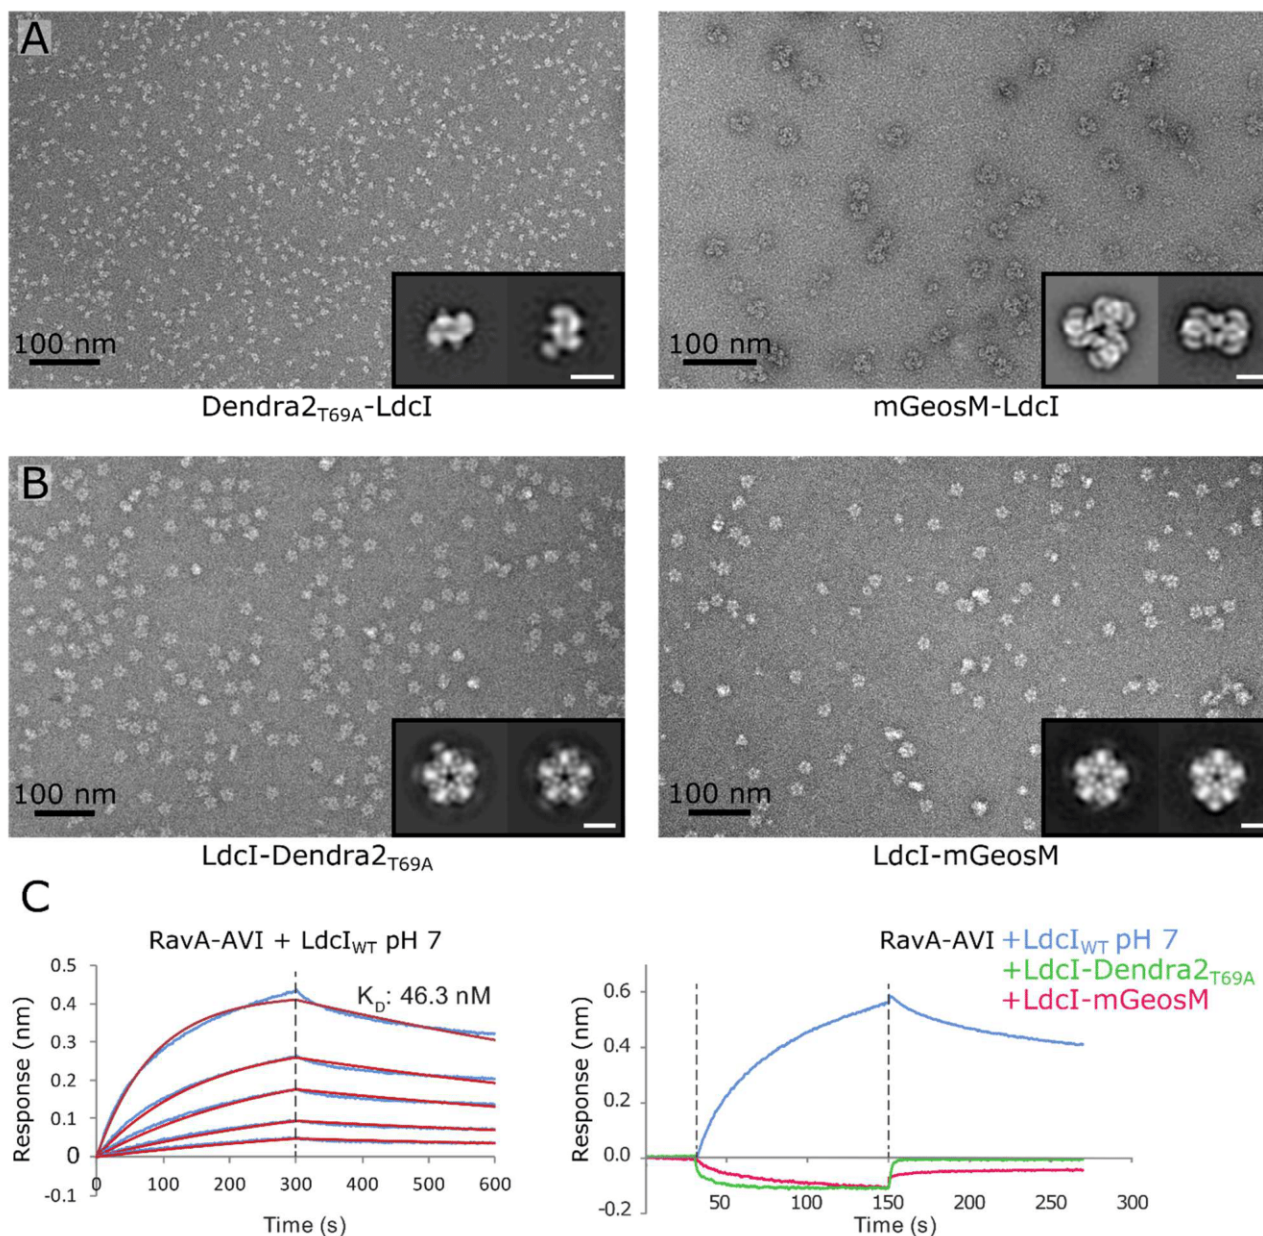 A
100 nm
Dendra2T69A-LdcI
mGeosM-LdcI
B
100 nm
100 nm
LdcI-Dendra2T69A
LdcI-mGeosM
C
RavA-AVI + LdcIWT pH 7
KD: 46.3 nM
Response (nm)
0.5
0.4
0.3
0.2
0.1
0
-0.1
0 100 200 300 400 500 600
Time (s)
RavA-AVI +LdcIWT pH 7
+LdcI-Dendra2T69A
+LdcI-mGeosM
Response (nm)
0.6
0.4
0.2
0.0
-0.2
50 100 150 200 250 300
Time (s)